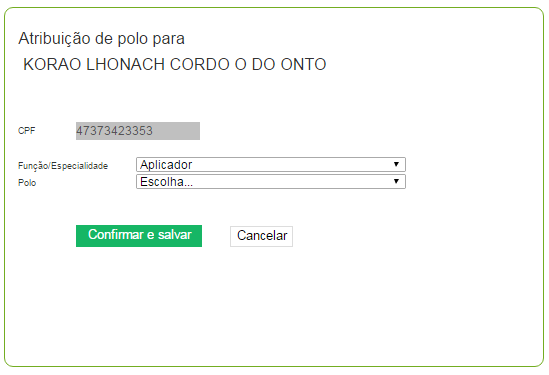 Atribuição de polo para
KORAO LHONACH CORDO O DO ONTO
CPF 47373423353
Função/Especialidade Aplicador
Polo Escolha...
Confirmar e salvar Cancelar